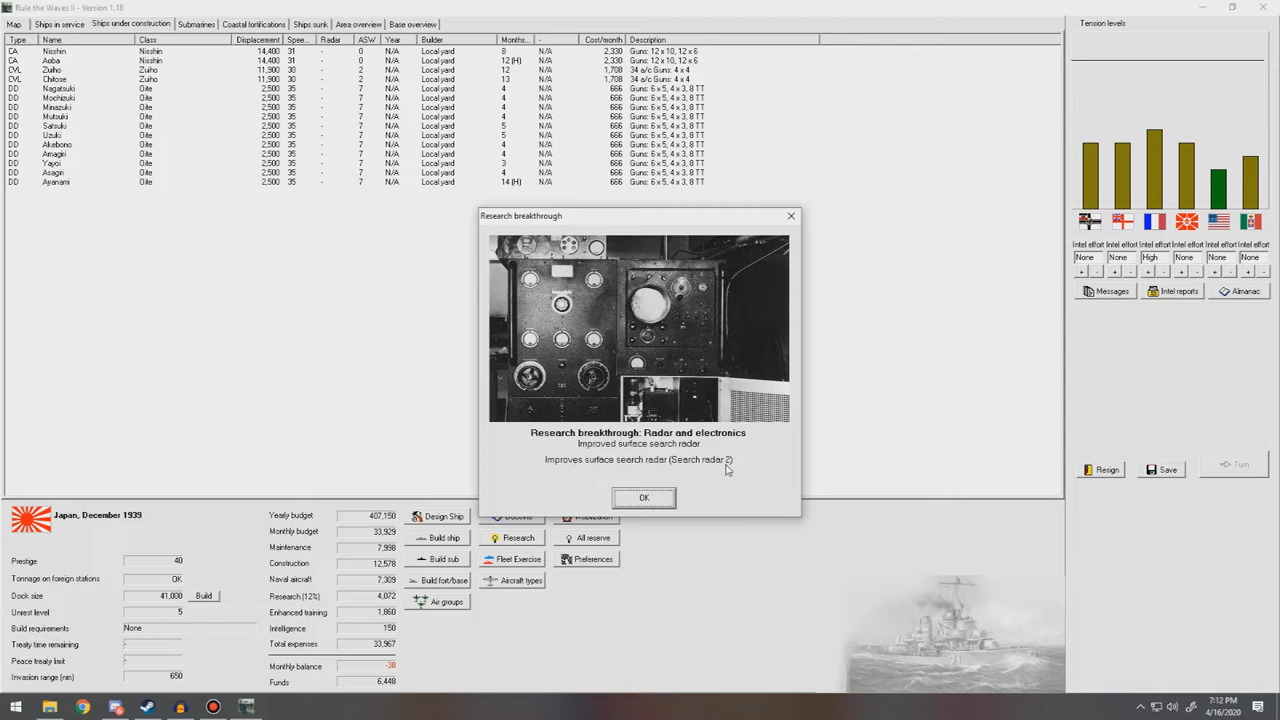 Rule the Waves II - Version 1.18
Map Ships in service Ships under construction Submarines Coastal fortifications Ships sunk Area overview Base overview
Type Name Class Displacement Spee... Radar ASW Year Builder Months... - Cost/month Description
CA Nisshin Nisshin 14,400 31 - 0 N/A Local yard 8 N/A 2,330 Guns: 12 x 10, 12 x 6
CA Aoba Nisshin 14,400 31 - 0 N/A Local yard 12 (H) N/A 2,330 Guns: 12 x 10, 12 x 6
CVL Zuiho Zuiho 11,900 30 - 2 N/A Local yard 12 N/A 1,708 34 a/c Guns: 4 x 4
CVL Chitose Zuiho 11,900 30 - 2 N/A Local yard 13 N/A 1,708 34 a/c Guns: 4 x 4
DD Nagatsuki Oite 2,500 35 - 7 N/A Local yard 4 N/A 666 Guns: 6 x 5, 4 x 3, 8 TT
DD Mochizuki Oite 2,500 35 - 7 N/A Local yard 4 N/A 666 Guns: 6 x 5, 4 x 3, 8 TT
DD Minazuki Oite 2,500 35 - 7 N/A Local yard 4 N/A 666 Guns: 6 x 5, 4 x 3, 8 TT
DD Mutsuki Oite 2,500 35 - 7 N/A Local yard 4 N/A 666 Guns: 6 x 5, 4 x 3, 8 TT
DD Satsuki Oite 2,500 35 - 7 N/A Local yard 5 N/A 666 Guns: 6 x 5, 4 x 3, 8 TT
DD Uzuki Oite 2,500 35 - 7 N/A Local yard 5 N/A 666 Guns: 6 x 5, 4 x 3, 8 TT
DD Akebono Oite 2,500 35 - 7 N/A Local yard 4 N/A 666 Guns: 6 x 5, 4 x 3, 8 TT
DD Amagiri Oite 2,500 35 - 7 N/A Local yard 4 N/A 666 Guns: 6 x 5, 4 x 3, 8 TT
DD Yayoi Oite 2,500 35 - 7 N/A Local yard 3 N/A 666 Guns: 6 x 5, 4 x 3, 8 TT
DD Asagiri Oite 2,500 35 - 7 N/A Local yard 4 N/A 666 Guns: 6 x 5, 4 x 3, 8 TT
DD Ayanami Oite 2,500 35 - 7 N/A Local yard 14 (H) N/A 666 Guns: 6 x 5, 4 x 3, 8 TT
Tension levels
Intel effort Intel effort Intel effort Intel effort Intel effort Intel effort
None None High None None None
+ - + - + - + - + - + -
Messages Intel reports Almanac
Resign Save Turn
Research breakthrough
Research breakthrough: Radar and electronics
Improved surface search radar
Improves surface search radar (Search radar 2)
OK
Japan, December 1939
Prestige 40
Tonnage on foreign stations OK
Dock size 41,000 Build
Unrest level 5
Build requirements None
Treaty time remaining -
Peace treaty limit -
Invasion range (nm) 650
Yearly budget 407,150
Monthly budget 33,929
Maintenance 7,998
Construction 12,578
Naval aircraft 7,309
Research (12%) 4,072
Enhanced training 1,860
Intelligence 150
Total expenses 33,967
Monthly balance -38
Funds 6,448
Design Ship Doctrine Mobilization
Build ship Research All reserve
Build sub Fleet Exercise Preferences
Build fort/base Aircraft types
Air groups
7:12 PM
4/16/2020